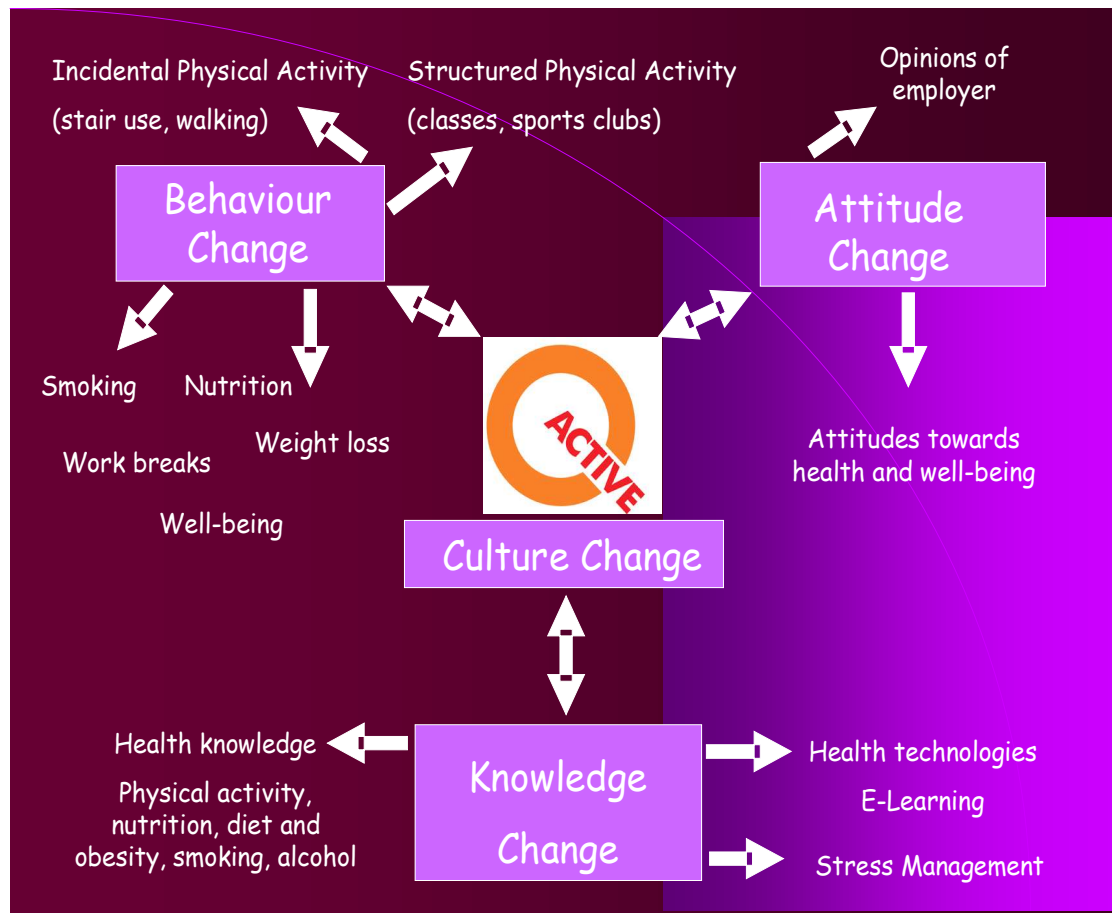 Incidental Physical Activity
(stair use, walking)
Structured Physical Activity
(classes, sports clubs)
Opinions of
employer
Behaviour
Change
Attitude
Change
Smoking
Nutrition
Work breaks
Weight loss
Well-being
ACTIVE
Attitudes towards
health and well-being
Culture Change
Health knowledge
Physical activity,
nutrition, diet and
obesity, smoking, alcohol
Knowledge
Change
Health technologies
E-Learning
Stress Management